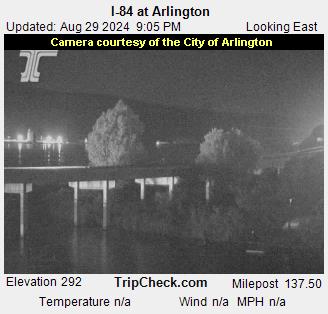 I-84 at Arlington
Updated: Aug 29 2024 9:05 PM Looking East
Camera courtesy of the City of Arlington
Elevation 292 TripCheck.com Milepost 137.50
Temperature n/a Wind n/a MPH n/a